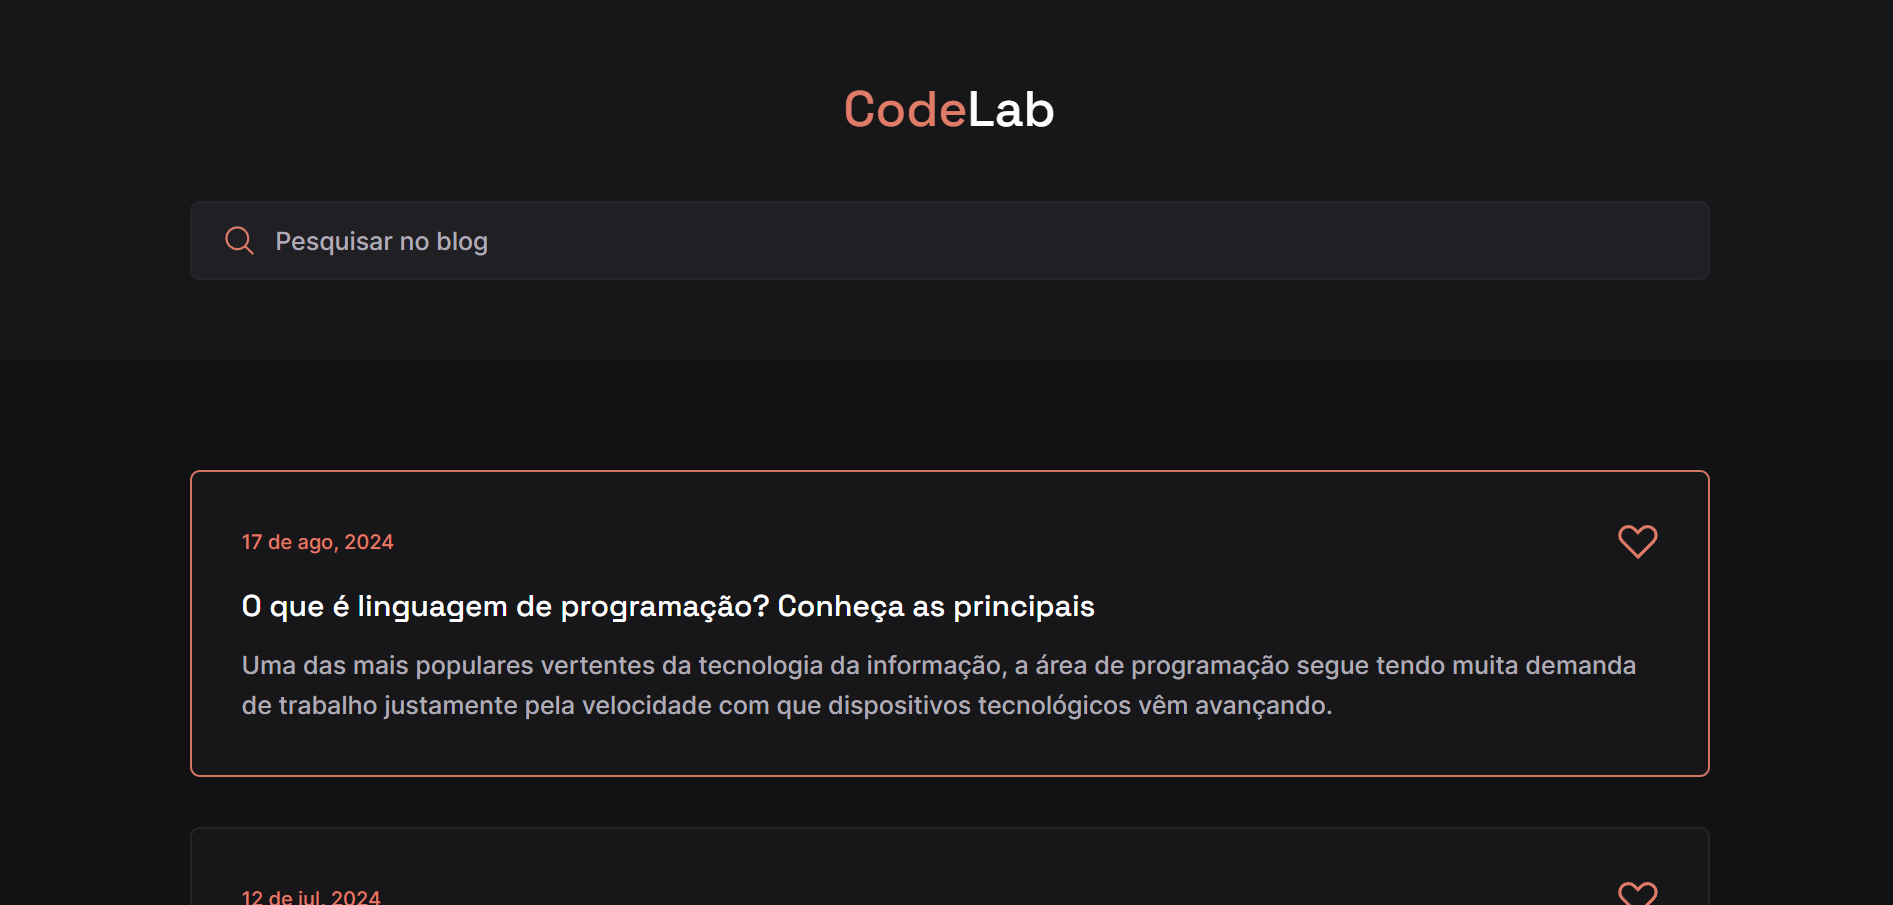 CodeLab
Pesquisar no blog
17 de ago, 2024
O que é linguagem de programação? Conheça as principais
Uma das mais populares vertentes da tecnologia da informação, a área de programação segue tendo muita demanda
de trabalho justamente pela velocidade com que dispositivos tecnológicos vêm avançando.
12 de jul, 2024